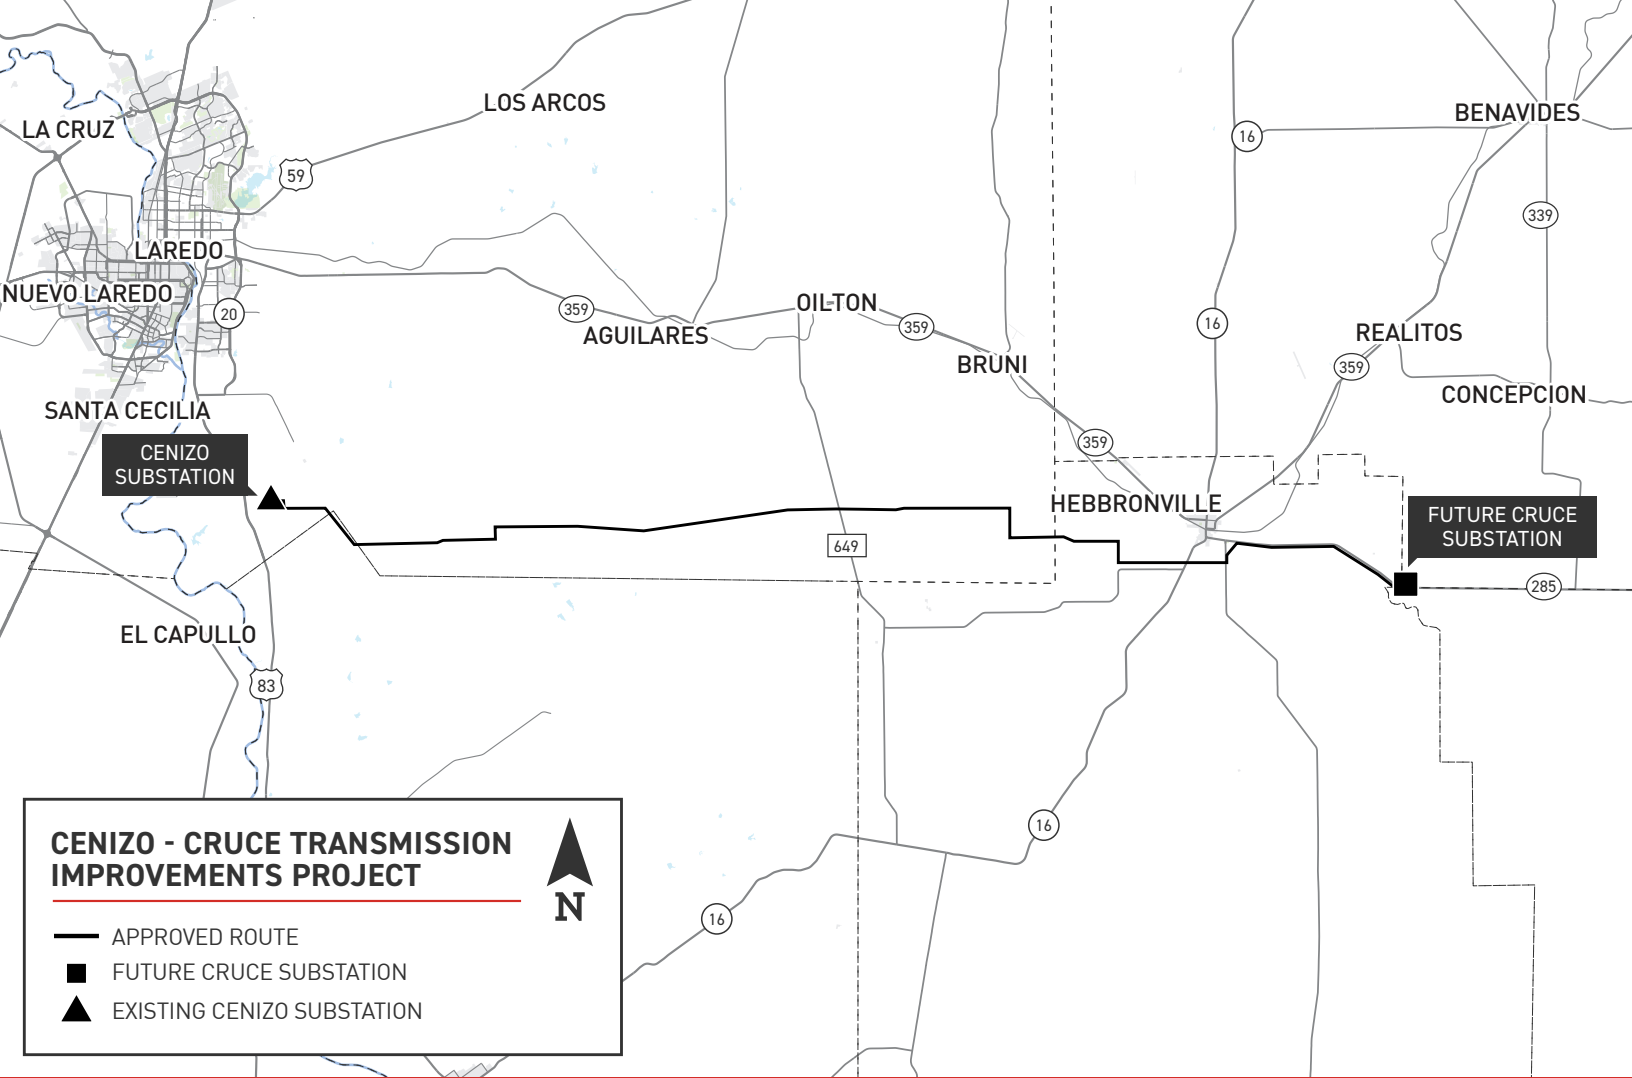 LOS ARCOS
BENAVIDES
LA CRUZ
16
59
339
LAREDO
NUEVO LAREDO
OILTON
359
20
359
16
AGUILARES
REALITOS
BRUNI
359
CONCEPCION
SANTA CECILIA
359
CENIZO
SUBSTATION
HEBBRONVILLE
FUTURE CRUCE
SUBSTATION
649
285
EL CAPULLO
83
16
16
CENIZO - CRUCE TRANSMISSION
IMPROVEMENTS PROJECT
N
APPROVED ROUTE
FUTURE CRUCE SUBSTATION
EXISTING CENIZO SUBSTATION